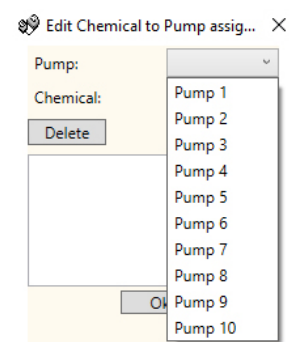 Edit Chemical to Pump assig...
Pump:
Chemical:
Delete
Pump 1
Pump 2
Pump 3
Pump 4
Pump 5
Pump 6
Pump 7
Pump 8
Pump 9
Pump 10